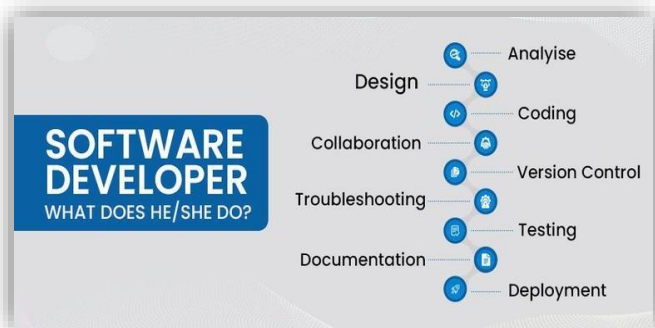 SOFTWARE
DEVELOPER
WHAT DOES HE/SHE DO?
Analyise
Design
Coding
Collaboration
Version Control
Troubleshooting
Testing
Documentation
Deployment